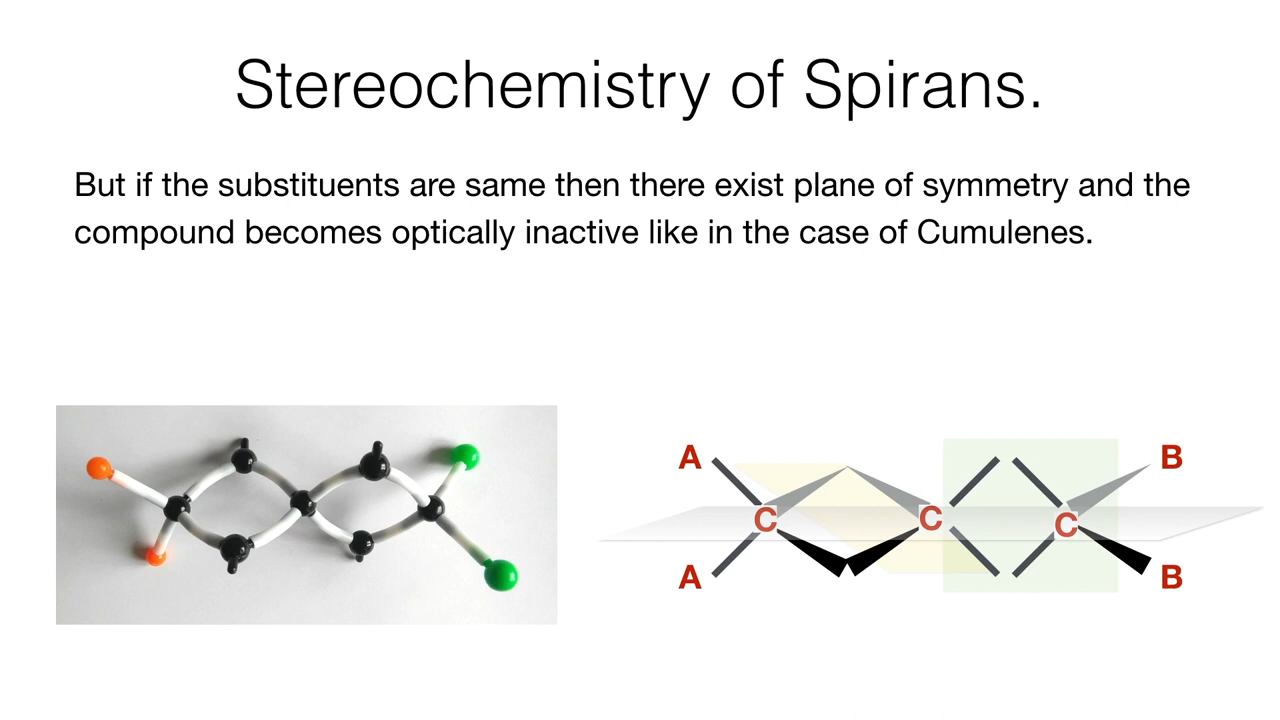 Stereochemistry of Spirans.
But if the substituents are same then there exist plane of symmetry and the
compound becomes optically inactive like in the case of Cumulenes.
A B
C C C
A B